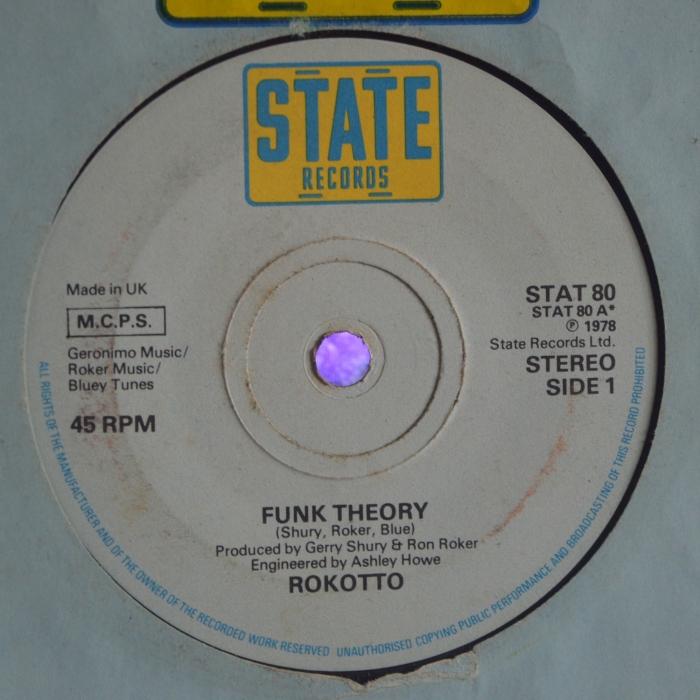 STATE
RECORDS
Made in UK
M.C.P.S.
Geronimo Music/
Roker Music/
Bluey Tunes
45 RPM
STAT 80
STAT 80 A*
℗ 1978
State Records Ltd.
STEREO
SIDE 1
FUNK THEORY
(Shury, Roker, Blue)
Produced by Gerry Shury & Ron Roker
Engineered by Ashley Howe
ROKOTTO
ALL RIGHTS OF THE MANUFACTURER AND OF THE OWNER OF THE RECORDED WORK RESERVED UNAUTHORISED COPYING PUBLIC PERFORMANCE AND BROADCASTING OF THIS RECORD PROHIBITED